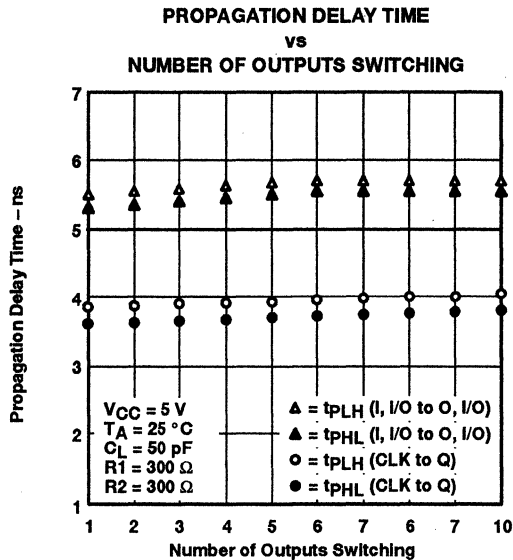 PROPAGATION DELAY TIME
vs
NUMBER OF OUTPUTS SWITCHING
Propagation Delay Time – ns
7
6
5
4
3
2
1
VCC = 5 V
TA = 25 °C
CL = 50 pF
R1 = 300 Ω
R2 = 300 Ω
△ = tPLH (I, I/O to O, I/O)
▲ = tPHL (I, I/O to O, I/O)
○ = tPLH (CLK to Q)
● = tPHL (CLK to Q)
1 2 3 4 5 6 7 6 7 10
Number of Outputs Switching